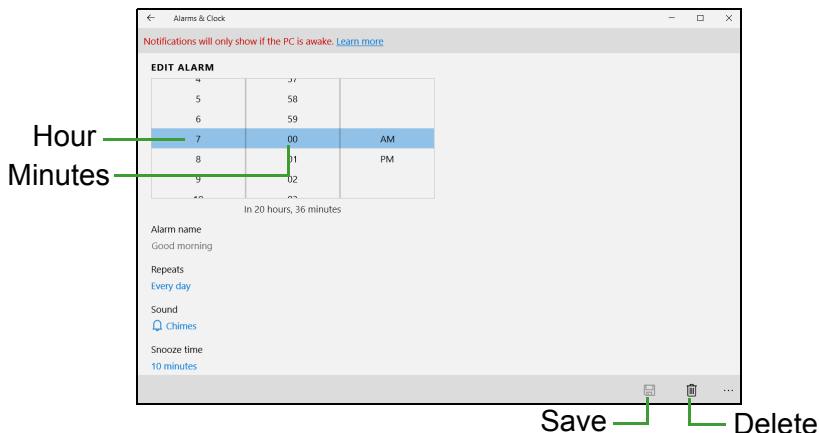 Alarms & Clock
Notifications will only show if the PC is awake. Learn more
EDIT ALARM
5 58
6 59
Hour
7 00 AM
8 01 PM
Minutes
9 02
In 20 hours, 36 minutes
Alarm name
Good morning
Repeats
Every day
Sound
Chimes
Snooze time
10 minutes
...
Save
Delete